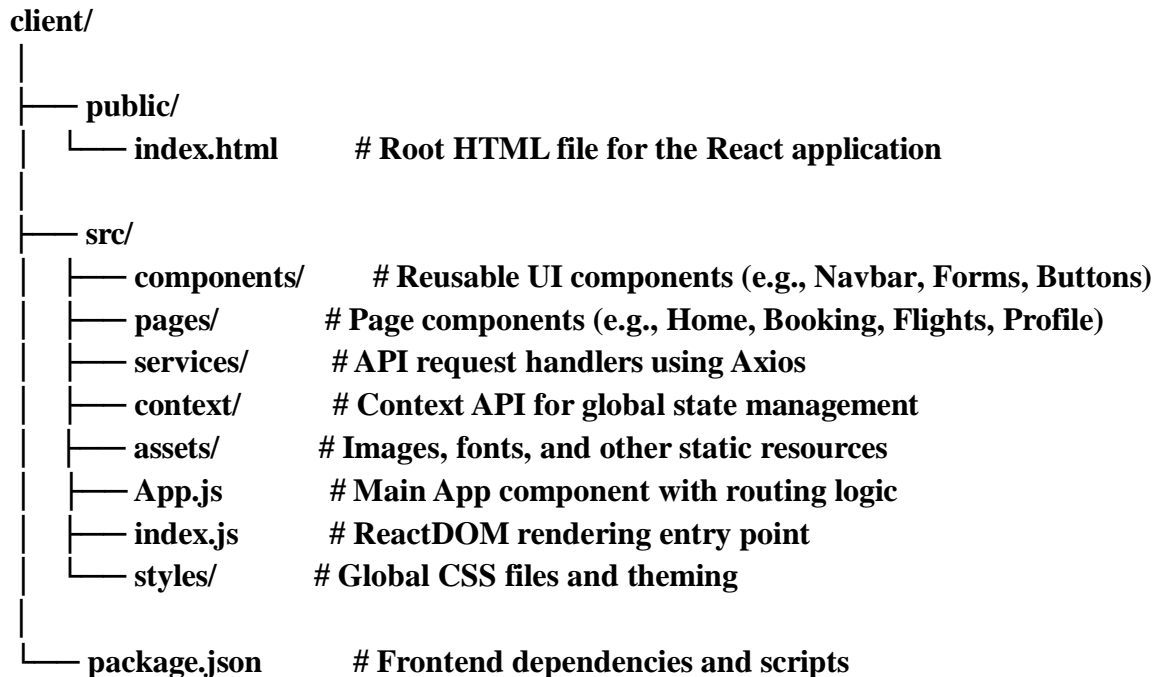 client/
│
├── public/
│ └── index.html # Root HTML file for the React application
│
├── src/
│ ├── components/ # Reusable UI components (e.g., Navbar, Forms, Buttons)
│ ├── pages/ # Page components (e.g., Home, Booking, Flights, Profile)
│ ├── services/ # API request handlers using Axios
│ ├── context/ # Context API for global state management
│ ├── assets/ # Images, fonts, and other static resources
│ ├── App.js # Main App component with routing logic
│ ├── index.js # ReactDOM rendering entry point
│ └── styles/ # Global CSS files and theming
│
└── package.json # Frontend dependencies and scripts